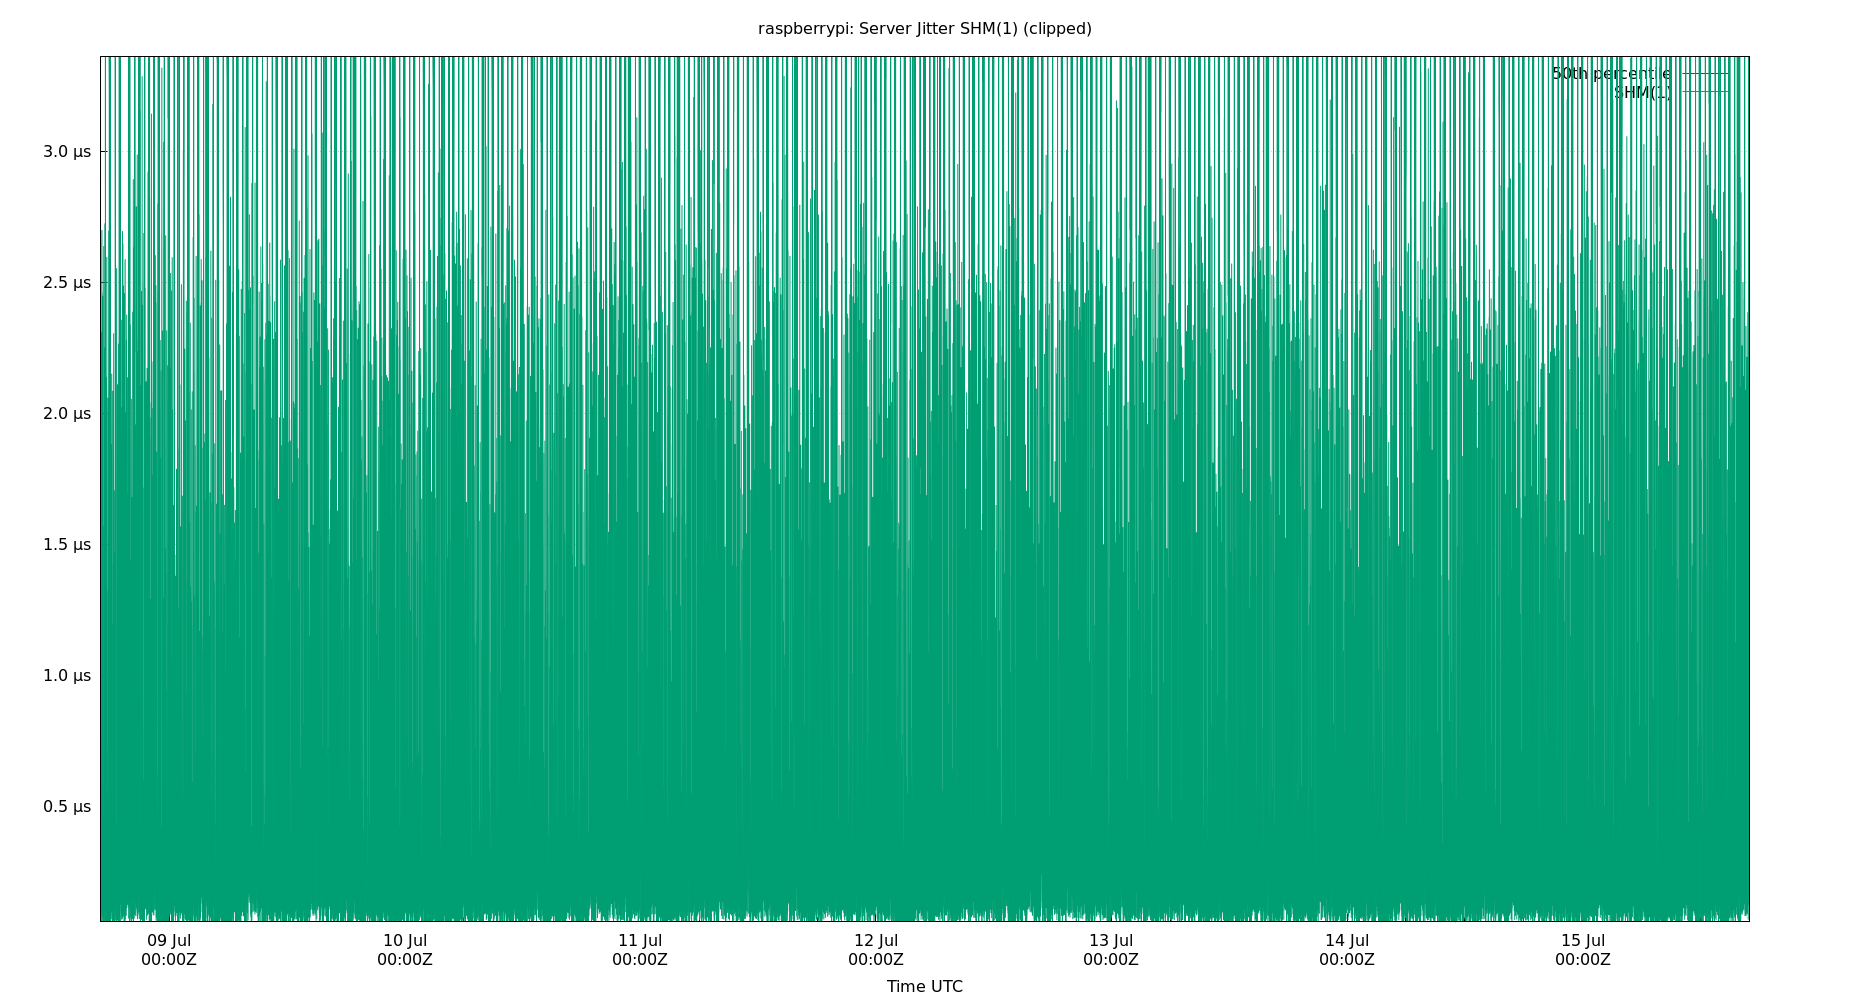 raspberrypi: Server Jitter SHM(1) (clipped)
50th percentile
SHM(1)
3.0 µs
2.5 µs
2.0 µs
1.5 µs
1.0 µs
0.5 µs
09 Jul 10 Jul 11 Jul 12 Jul 13 Jul 14 Jul 15 Jul
00:00Z 00:00Z 00:00Z 00:00Z 00:00Z 00:00Z 00:00Z
Time UTC